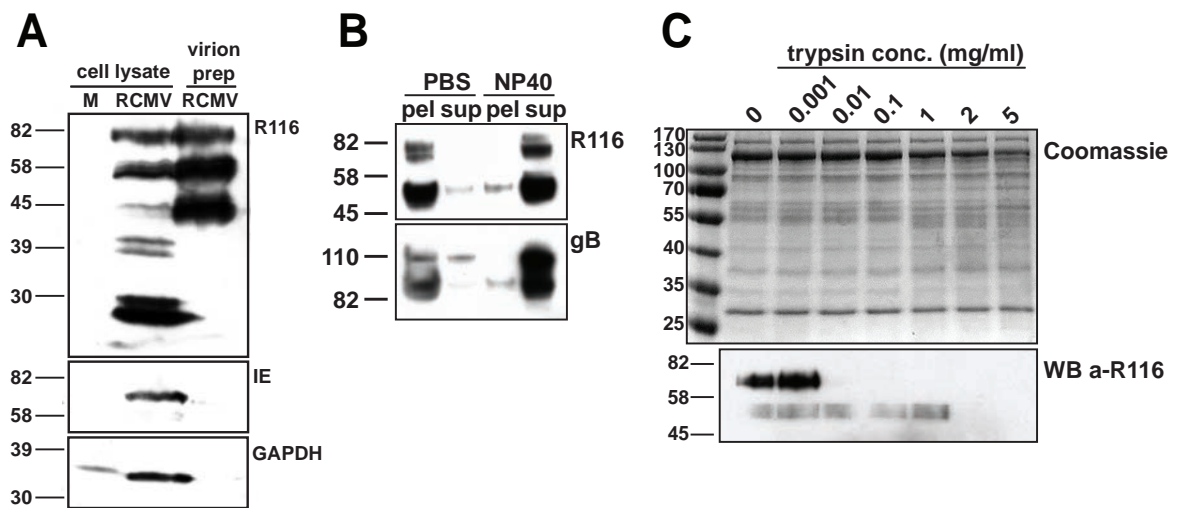 A
virion
cell lysate prep
M RCMV RCMV
82
58
45
39
30
R116
82
58
IE
39
30
GAPDH
B
PBS NP40
pel sup pel sup
82
58
45
R116
110
82
gB
C
trypsin conc. (mg/ml)
0 0.001 0.01 0.1 1 2 5
170
130
100
70
55
40
35
25
Coomassie
82
58
45
WB a-R116